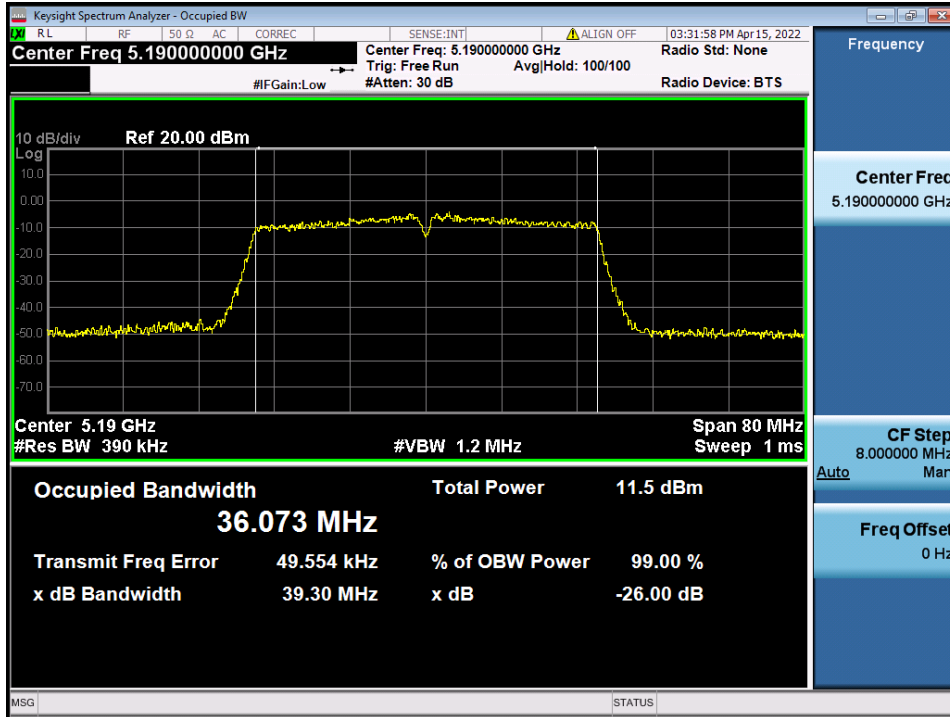 Keysight Spectrum Analyzer - Occupied BW
LXI RL RF 50 Ω AC CORREC SENSE:INT ALIGN OFF 03:31:58 PM Apr 15, 2022
Center Freq 5.190000000 GHz
Center Freq: 5.190000000 GHz
Radio Std: None
Trig: Free Run Avg|Hold: 100/100
#IFGain:Low
#Atten: 30 dB
Radio Device: BTS
10 dB/div Ref 20.00 dBm
Log
10.0
0.00
-10.0
-20.0
-30.0
-40.0
-50.0
-60.0
-70.0
Center 5.19 GHz Span 80 MHz
#Res BW 390 kHz #VBW 1.2 MHz Sweep 1 ms
Occupied Bandwidth Total Power 11.5 dBm
36.073 MHz
Transmit Freq Error 49.554 kHz % of OBW Power 99.00 %
x dB Bandwidth 39.30 MHz x dB -26.00 dB
MSG STATUS
Frequency
Center Freq
5.190000000 GHz
CF Step
8.000000 MHz
Auto Man
Freq Offset
0 Hz